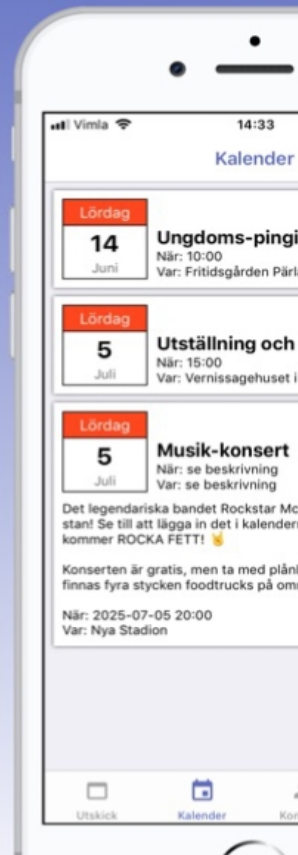 Vimla 14:33
Kalender
Lördag
14
Juni
Ungdoms-pingi
När: 10:00
Var: Fritidsgården Pärla
Lördag
5
Juli
Utställning och
När: 15:00
Var: Vernissagehuset i
Lördag
5
Juli
Musik-konsert
När: se beskrivning
Var: se beskrivning
Det legendariska bandet Rockstar Mc
stan! Se till att lägga in det i kalendern
kommer ROCKA FETT! 🤘
Konserten är gratis, men ta med plån
finnas fyra stycken foodtrucks på om
När: 2025-07-05 20:00
Var: Nya Stadion
Utskick
Kalender
Kon